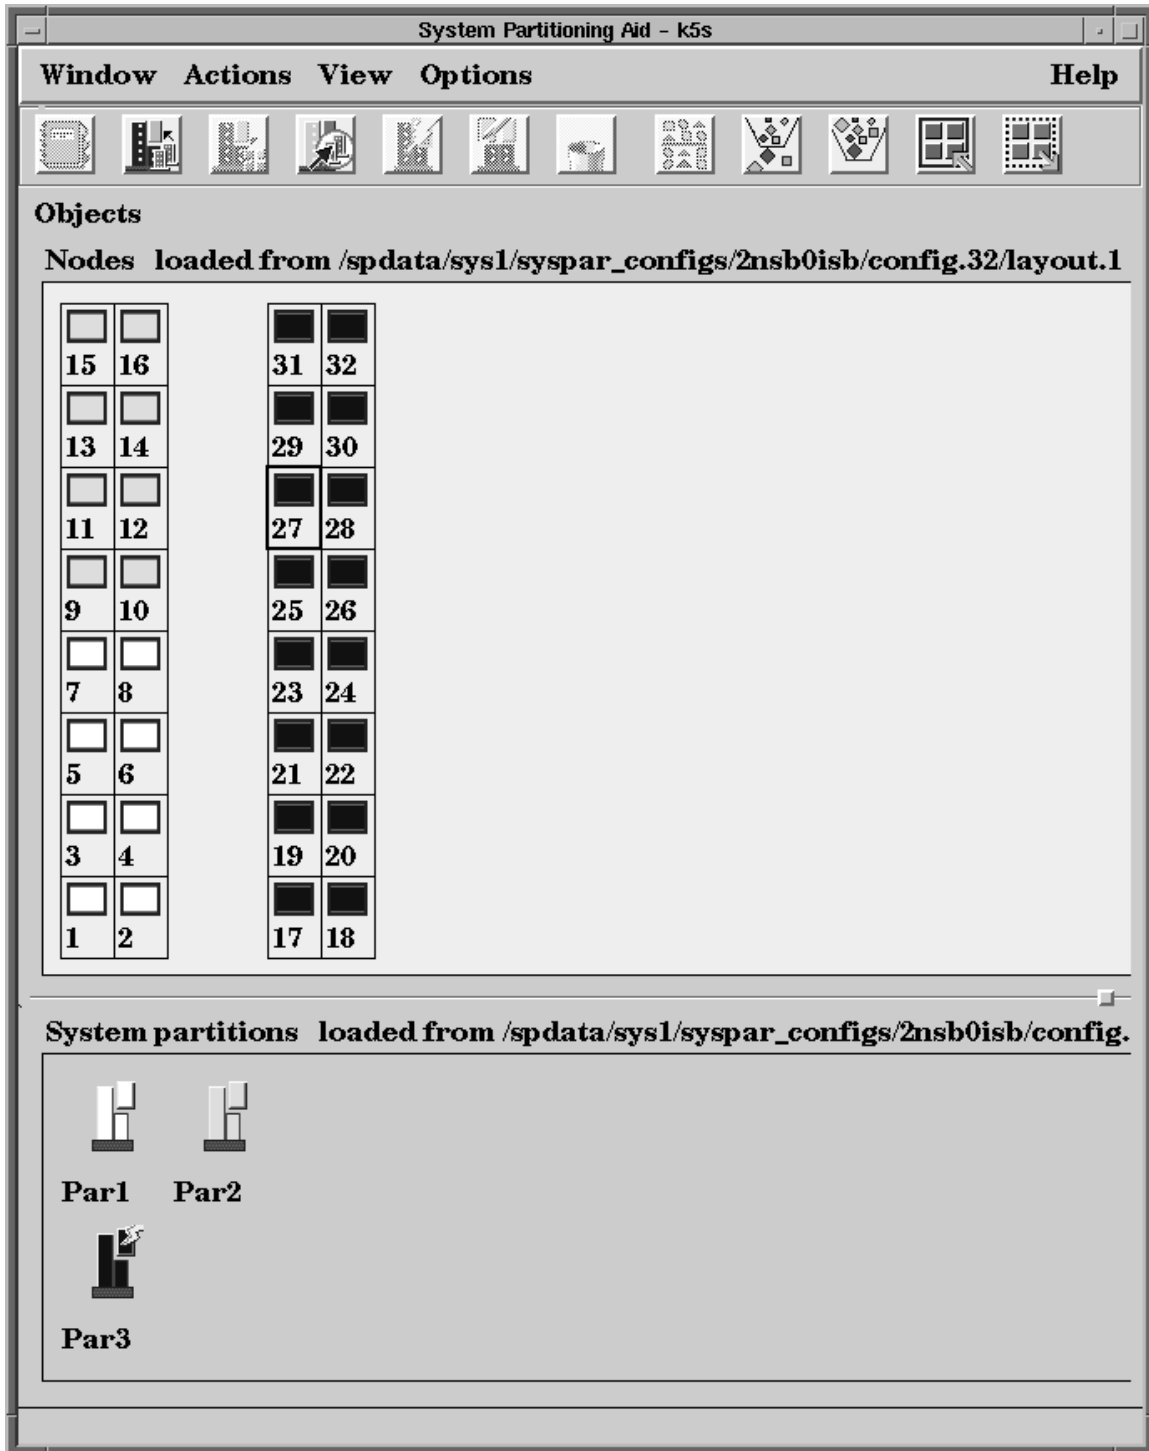 System Partitioning Aid - k5s
Window Actions View Options Help
Objects
Nodes loaded from /spdata/sys1/syspar_configs/2nsb0isb/config.32/layout.1
15 16 31 32
13 14 29 30
11 12 27 28
9 10 25 26
7 8 23 24
5 6 21 22
3 4 19 20
1 2 17 18
System partitions loaded from /spdata/sys1/syspar_configs/2nsb0isb/config.
Par1 Par2
Par3